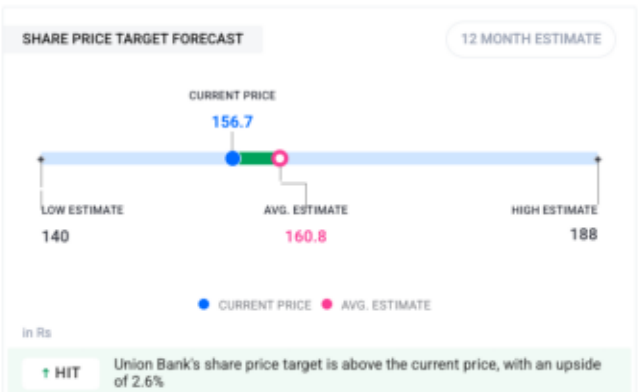 SHARE PRICE TARGET FORECAST
12 MONTH ESTIMATE
CURRENT PRICE
156.7
LOW ESTIMATE
AVG. ESTIMATE
HIGH ESTIMATE
140
160.8
188
CURRENT PRICE
AVG. ESTIMATE
in Rs
↑ HIT
Union Bank's share price target is above the current price, with an upside
of 2.6%